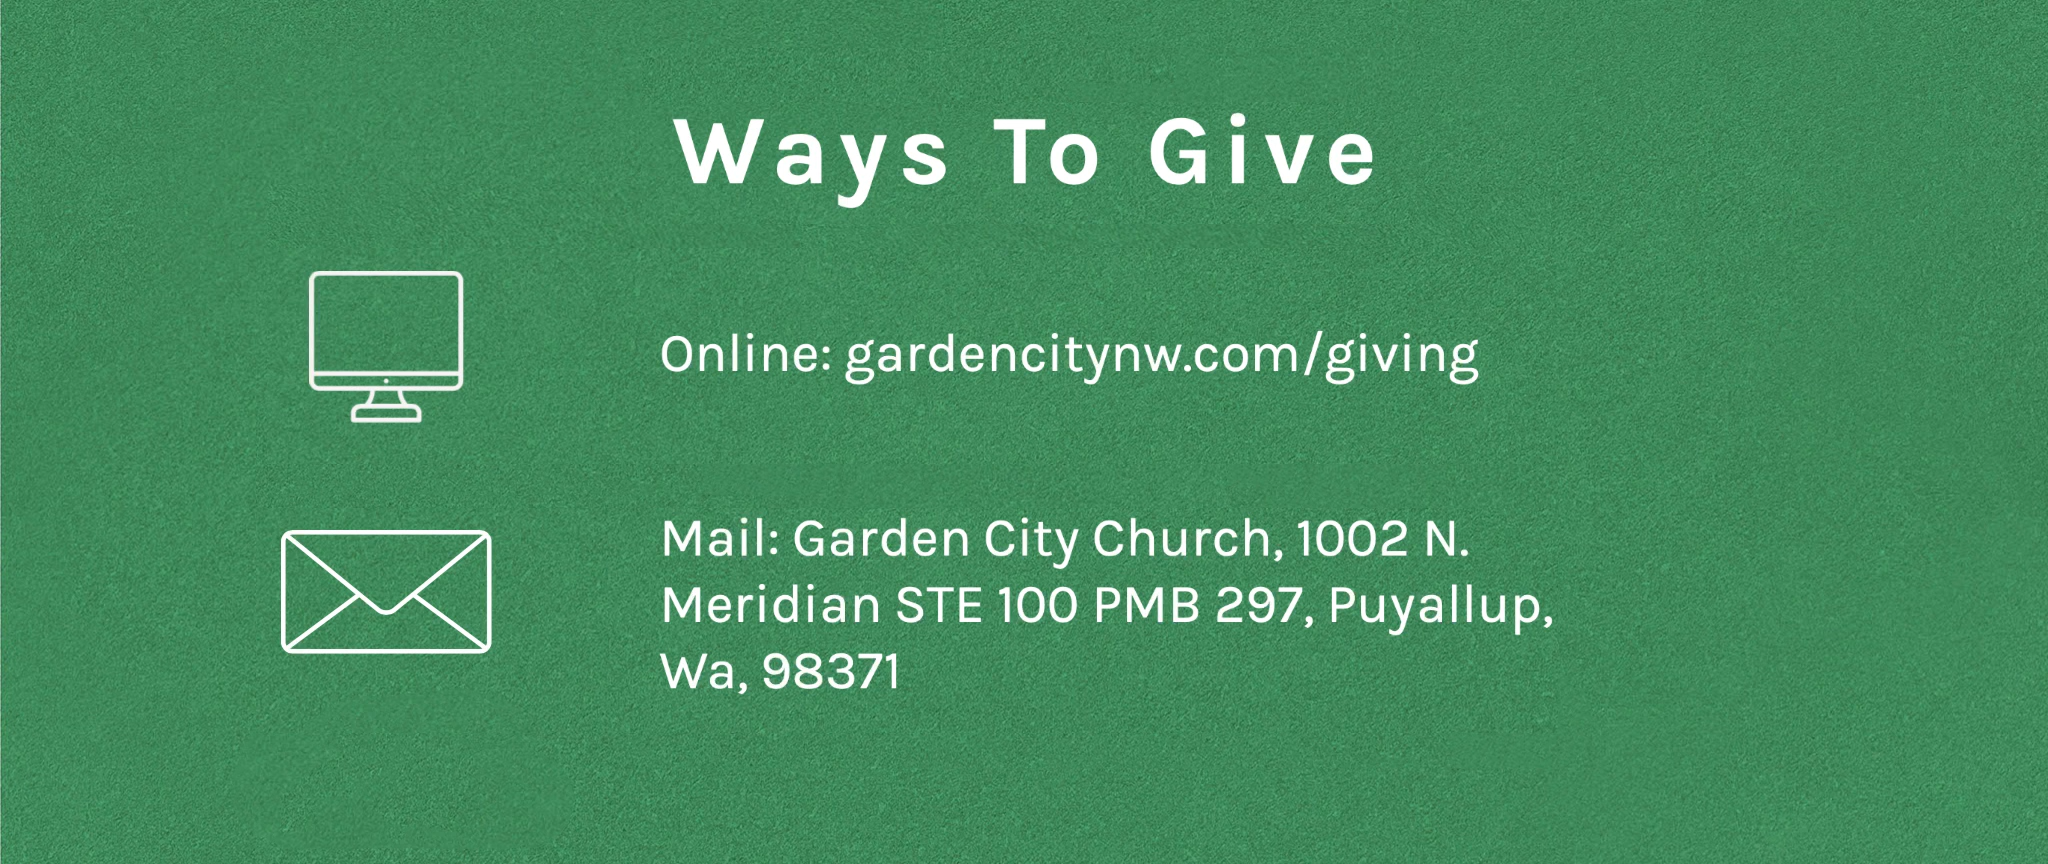 Ways To Give
Online: gardencitynw.com/giving
Mail: Garden City Church, 1002 N.
Meridian STE 100 PMB 297, Puyallup,
Wa, 98371